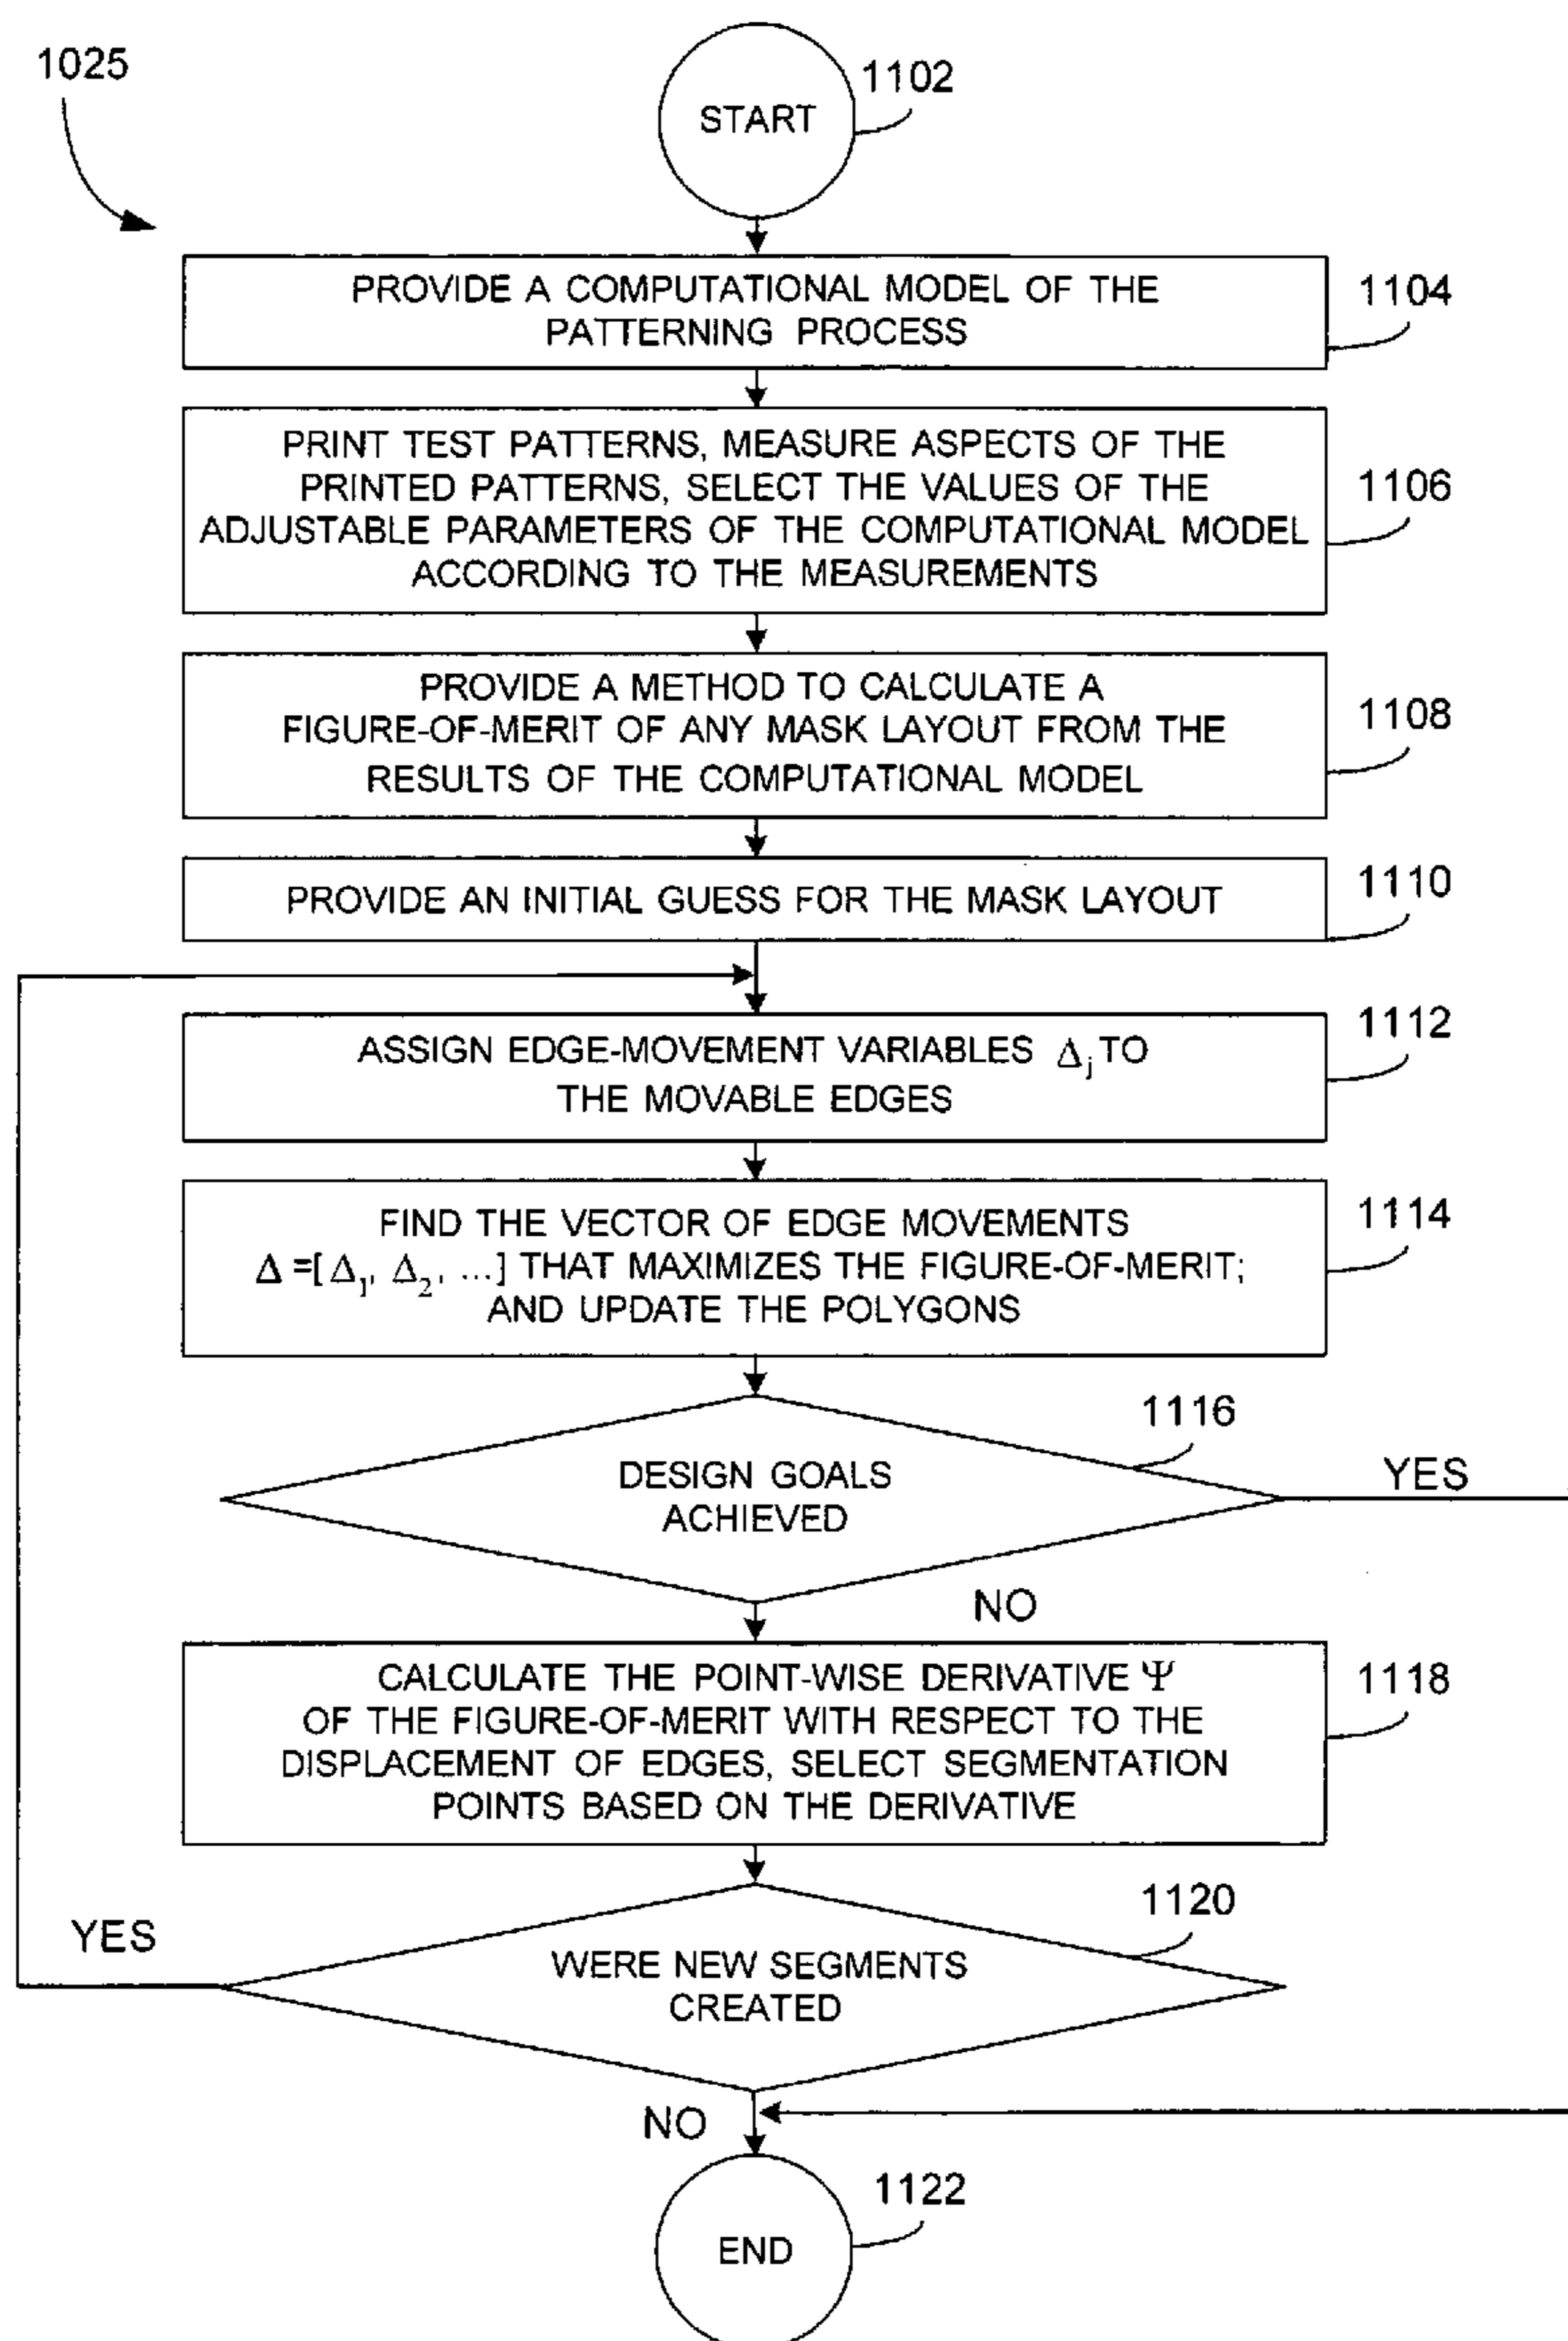 1025
START
1102
PROVIDE A COMPUTATIONAL MODEL OF THE
PATTERNING PROCESS
1104
PRINT TEST PATTERNS, MEASURE ASPECTS OF THE
PRINTED PATTERNS, SELECT THE VALUES OF THE
ADJUSTABLE PARAMETERS OF THE COMPUTATIONAL MODEL
ACCORDING TO THE MEASUREMENTS
1106
PROVIDE A METHOD TO CALCULATE A
FIGURE-OF-MERIT OF ANY MASK LAYOUT FROM THE
RESULTS OF THE COMPUTATIONAL MODEL
1108
PROVIDE AN INITIAL GUESS FOR THE MASK LAYOUT
1110
ASSIGN EDGE-MOVEMENT VARIABLES Δj TO
THE MOVABLE EDGES
1112
FIND THE VECTOR OF EDGE MOVEMENTS
Δ =[ Δ1, Δ2, ...] THAT MAXIMIZES THE FIGURE-OF-MERIT;
AND UPDATE THE POLYGONS
1114
DESIGN GOALS
ACHIEVED
1116
YES
NO
CALCULATE THE POINT-WISE DERIVATIVE Ψ
OF THE FIGURE-OF-MERIT WITH RESPECT TO THE
DISPLACEMENT OF EDGES, SELECT SEGMENTATION
POINTS BASED ON THE DERIVATIVE
1118
WERE NEW SEGMENTS
CREATED
1120
YES
NO
END
1122